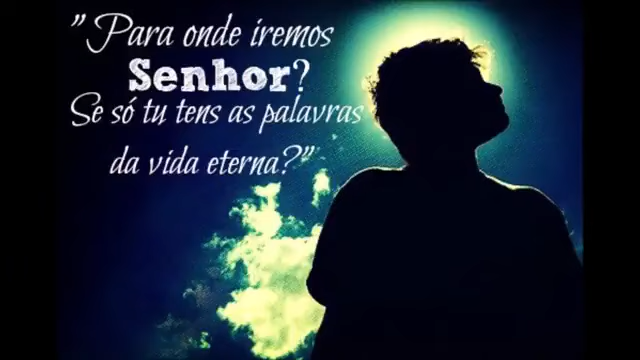 "Para onde iremos
Senhor?
Se só tu tens as palavras
da vida eterna?"